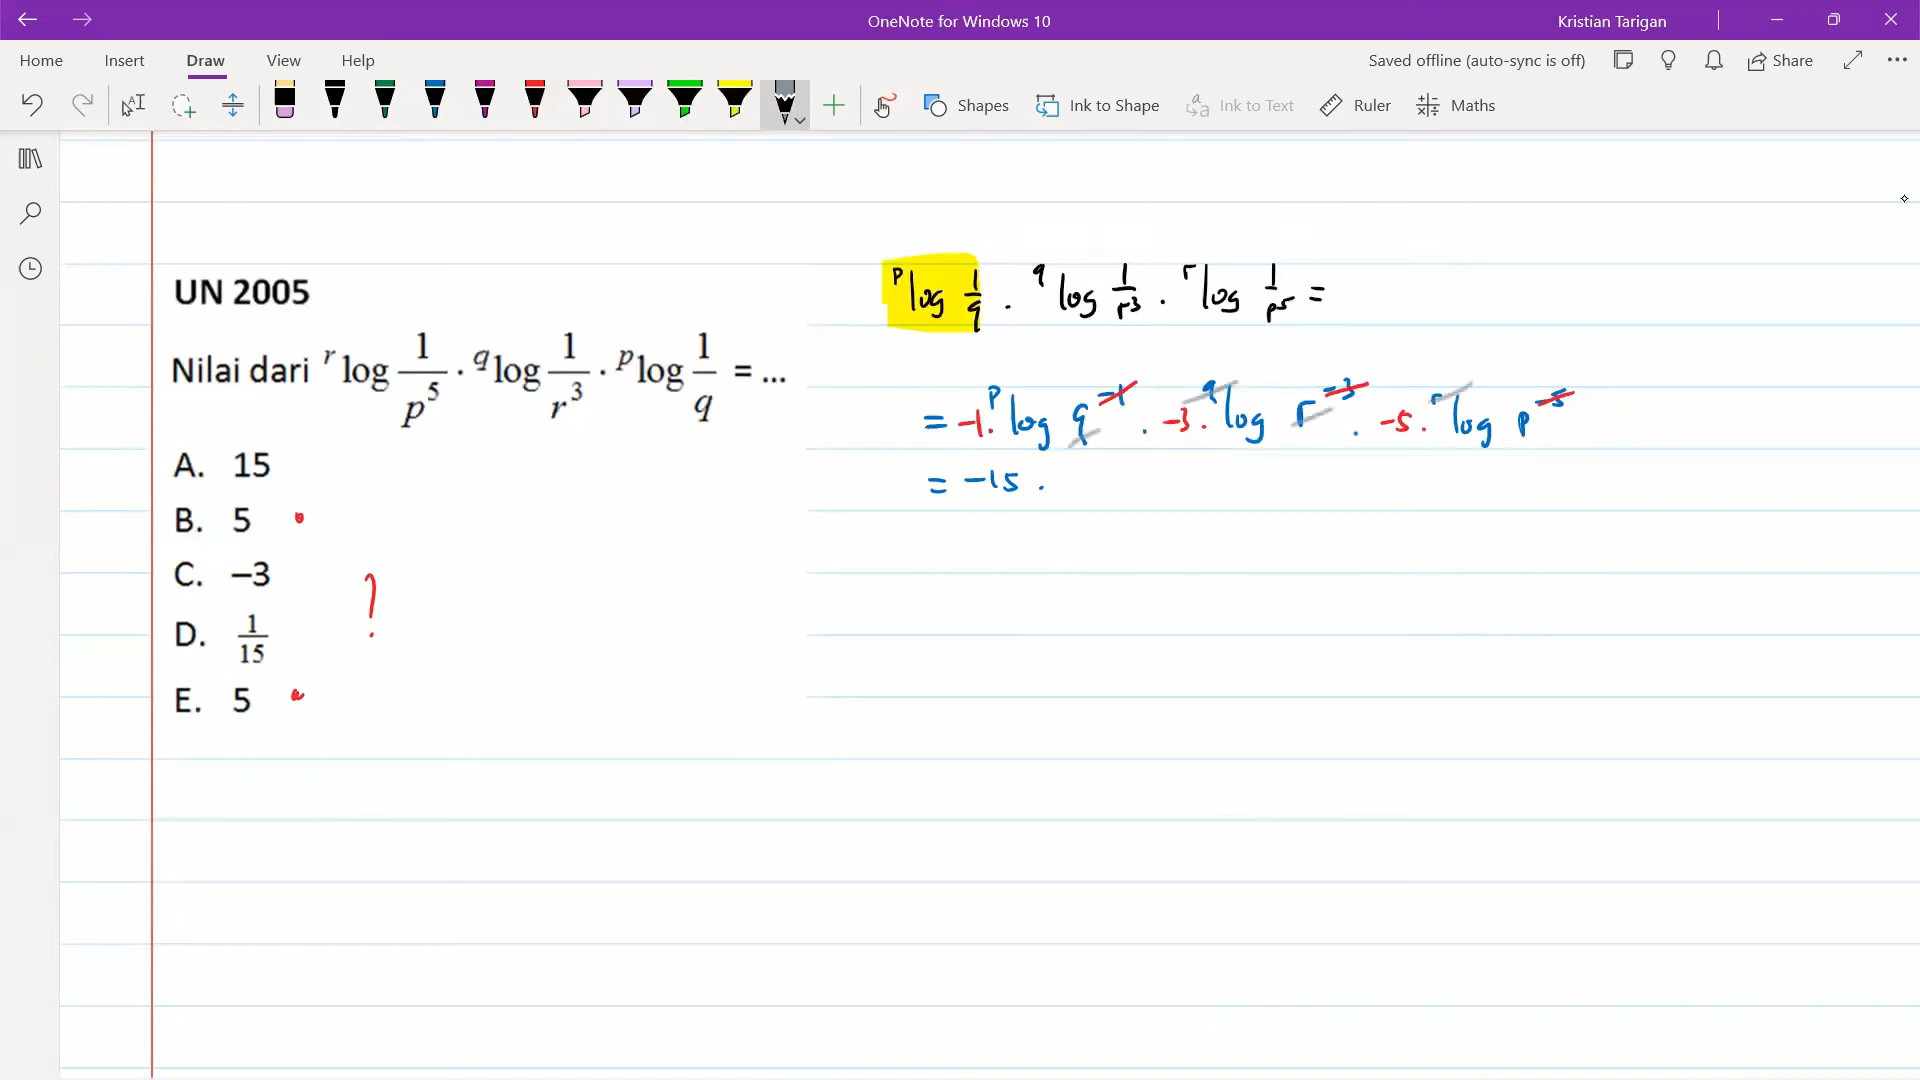 OneNote for Windows 10
Kristian Tarigan
Home Insert Draw View Help
Saved offline (auto-sync is off) Share
Shapes Ink to Shape Ink to Text Ruler Maths
UN 2005
Nilai dari ʳlog 1/p⁵ · ᑫlog 1/r³ · ᵖlog 1/q = ...
A. 15
B. 5
C. –3
D. 1/15
E. 5
?
ᵖlog 1/q . ᑫlog 1/r³ . ʳlog 1/p⁵ =
= -1. ᵖlog q⁻¹ . -3. ᑫlog r⁻³ . -5. ʳlog p⁻⁵
= -15 .